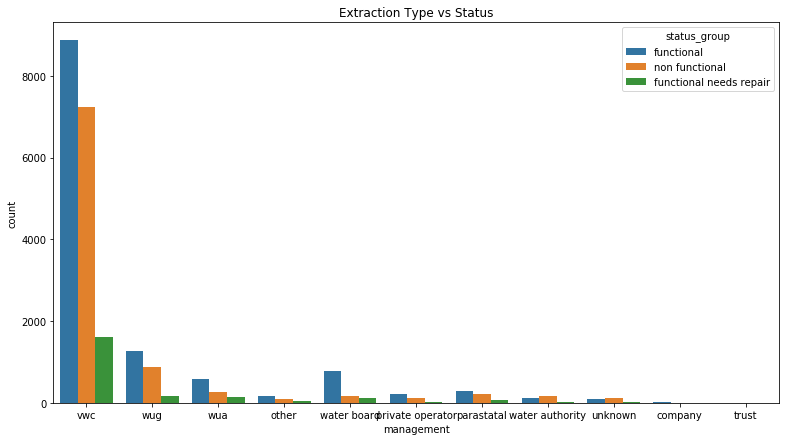 Extraction Type vs Status
status_group
functional
non functional
functional needs repair
count
8000
6000
4000
2000
0
vwc wug wua other water board private operator parastatal water authority unknown company trust
management